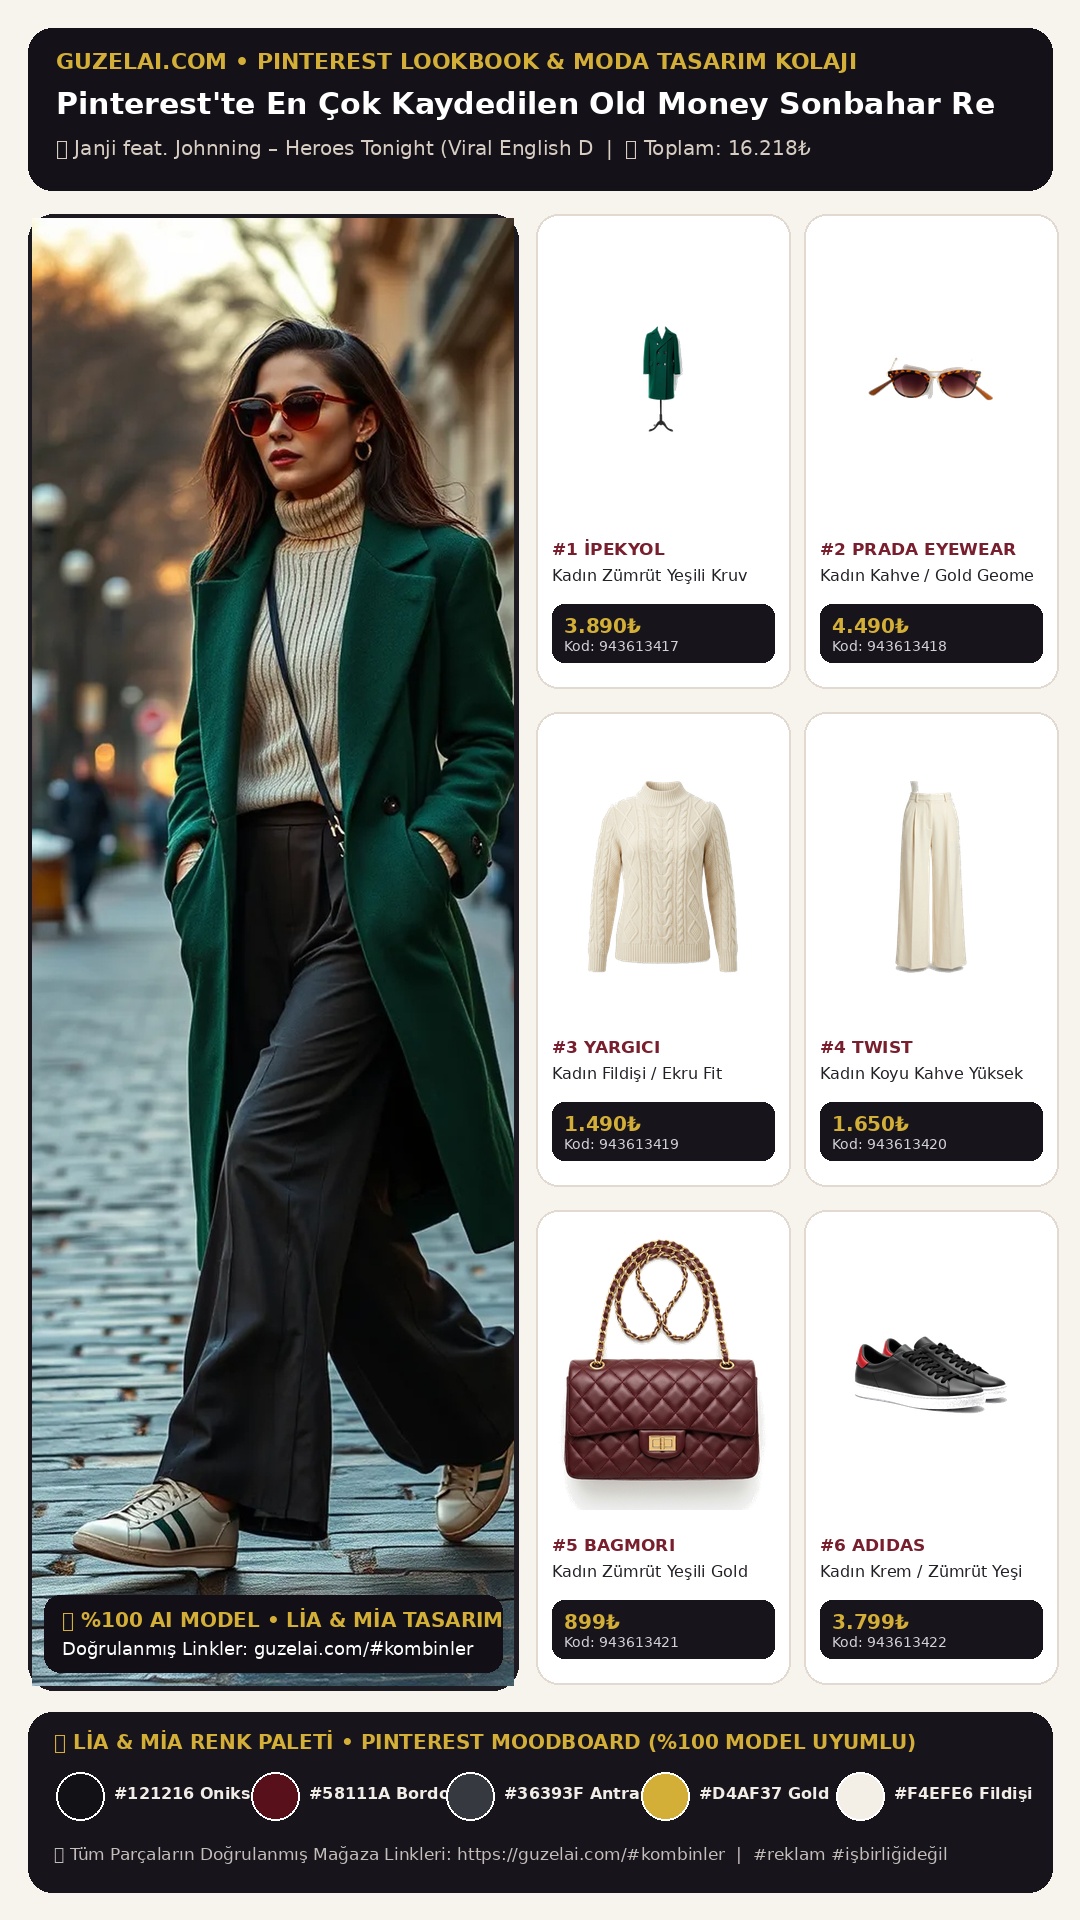 GUZELAI.COM • PINTEREST LOOKBOOK & MODA TASARIM KOLAJI
Pinterest'te En Çok Kaydedilen Old Money Sonbahar Re
Janji feat. Johnning – Heroes Tonight (Viral English D | Toplam: 16.218₺
#1 İPEKYOL
Kadın Zümrüt Yeşili Kruv
3.890₺
Kod: 943613417
#2 PRADA EYEWEAR
Kadın Kahve / Gold Geome
4.490₺
Kod: 943613418
#3 YARGICI
Kadın Fildişi / Ekru Fit
1.490₺
Kod: 943613419
#4 TWIST
Kadın Koyu Kahve Yüksek
1.650₺
Kod: 943613420
#5 BAGMORI
Kadın Zümrüt Yeşili Gold
899₺
Kod: 943613421
#6 ADIDAS
Kadın Krem / Zümrüt Yeşi
3.799₺
Kod: 943613422
%100 AI MODEL • LİA & MİA TASARIM
Doğrulanmış Linkler: guzelai.com/#kombinler
LİA & MİA RENK PALETİ • PINTEREST MOODBOARD (%100 MODEL UYUMLU)
#121216 Oniks #58111A Bordo #36393F Antra #D4AF37 Gold #F4EFE6 Fildişi
Tüm Parçaların Doğrulanmış Mağaza Linkleri: https://guzelai.com/#kombinler | #reklam #işbirliğideğil